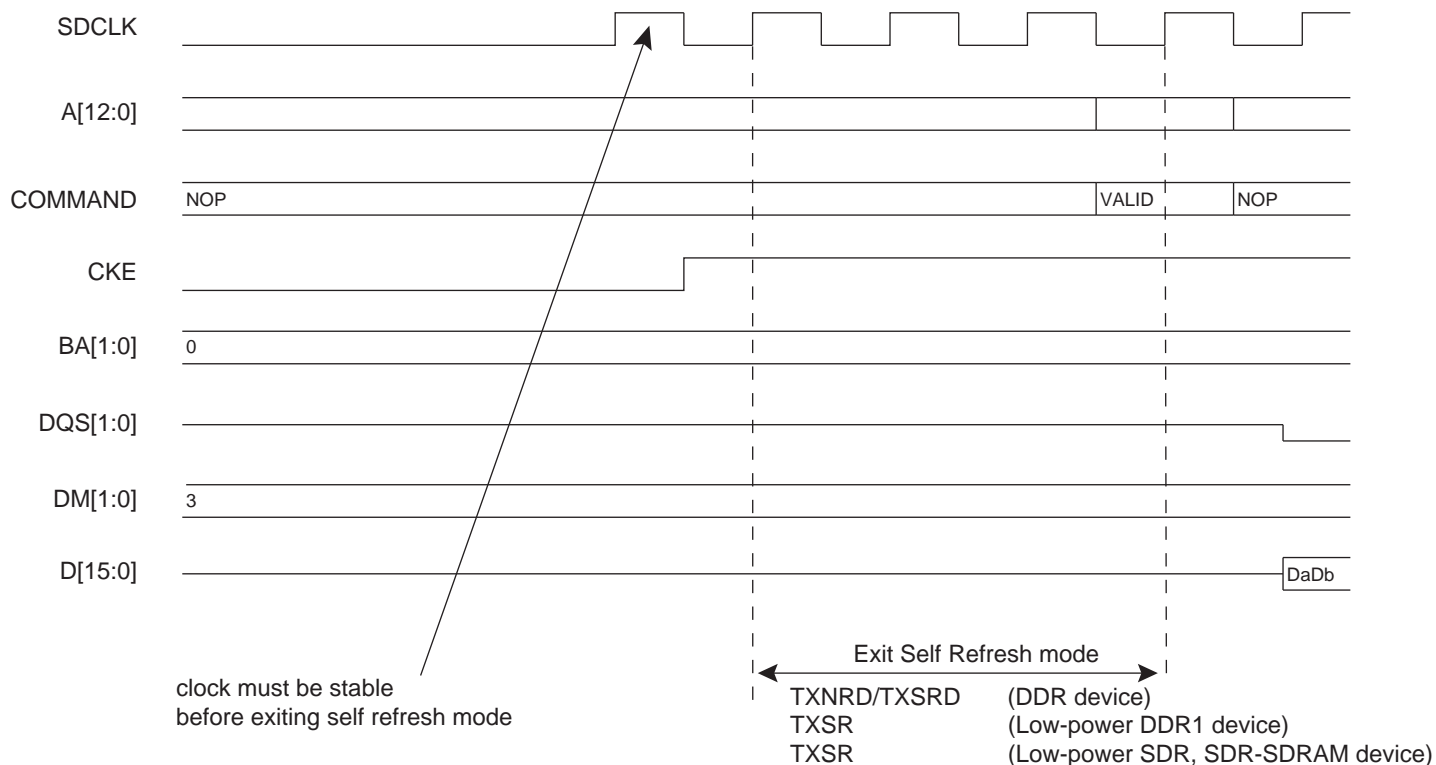 SDCLK
A[12:0]
COMMAND NOP VALID NOP
CKE
BA[1:0] 0
DQS[1:0]
DM[1:0] 3
D[15:0] DaDb
Exit Self Refresh mode
clock must be stable
before exiting self refresh mode
TXNRD/TXSRD (DDR device)
TXSR (Low-power DDR1 device)
TXSR (Low-power SDR, SDR-SDRAM device)